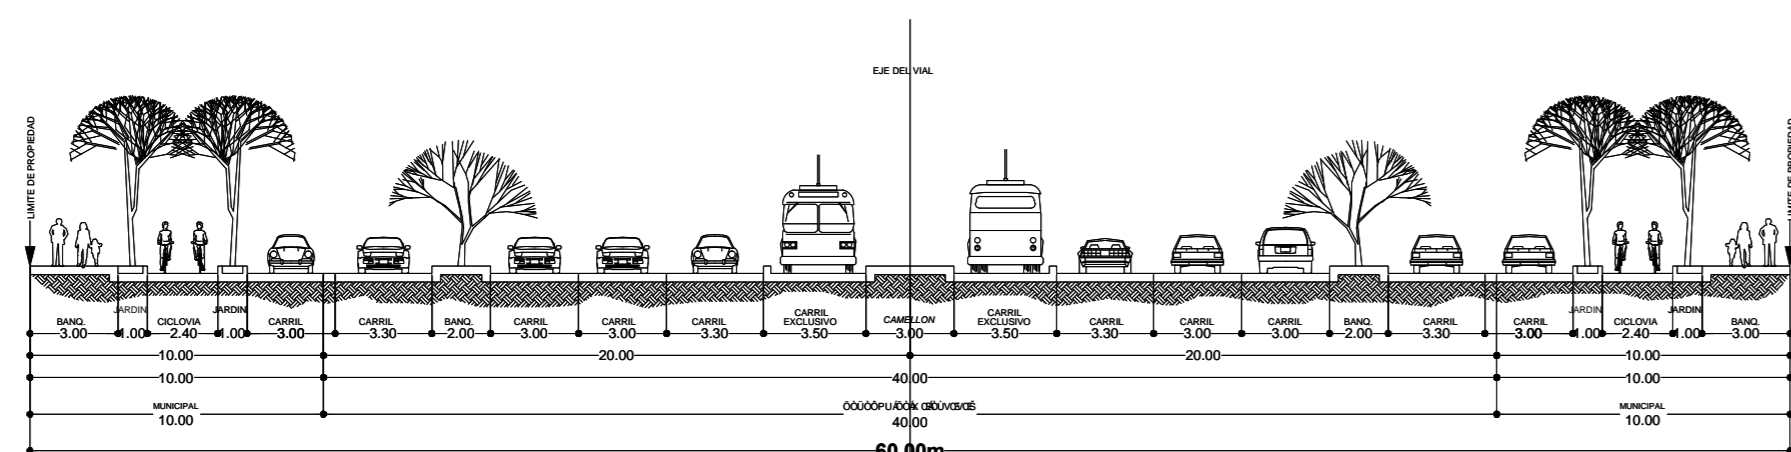 EJE DEL VIAL
LIMITE DE PROPIEDAD
LIMITE DE PROPIEDAD
BANQ. JARDIN CICLOVIA JARDIN CARRIL CARRIL BANQ. CARRIL CARRIL CARRIL CARRIL EXCLUSIVO CAMELLON CARRIL EXCLUSIVO CARRIL CARRIL CARRIL BANQ. CARRIL CARRIL JARDIN CICLOVIA JARDIN BANQ.
3.00 1.00 2.40 1.00 3.00 3.30 2.00 3.00 3.00 3.30 3.50 3.00 3.50 3.30 3.00 3.00 2.00 3.30 3.00 1.00 2.40 1.00 3.00
10.00 20.00 20.00 10.00
10.00 40.00 10.00
MUNICIPAL MUNICIPAL
10.00 40.00 10.00
60.00m